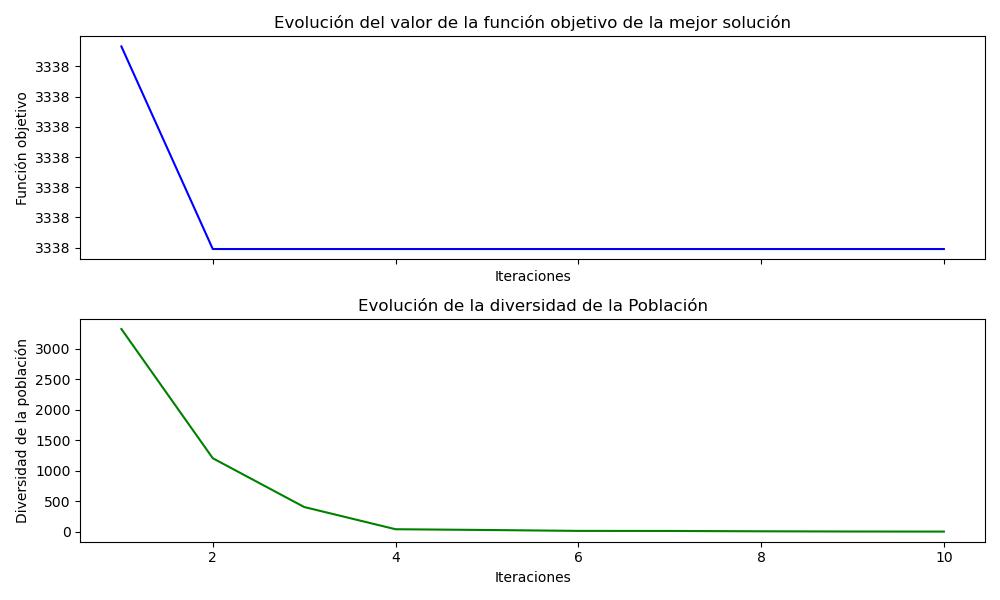 Evolución del valor de la función objetivo de la mejor solución
Función objetivo
3338
3338
3338
3338
3338
3338
3338
Iteraciones
Evolución de la diversidad de la Población
Diversidad de la población
3000
2500
2000
1500
1000
500
0
2 4 6 8 10
Iteraciones